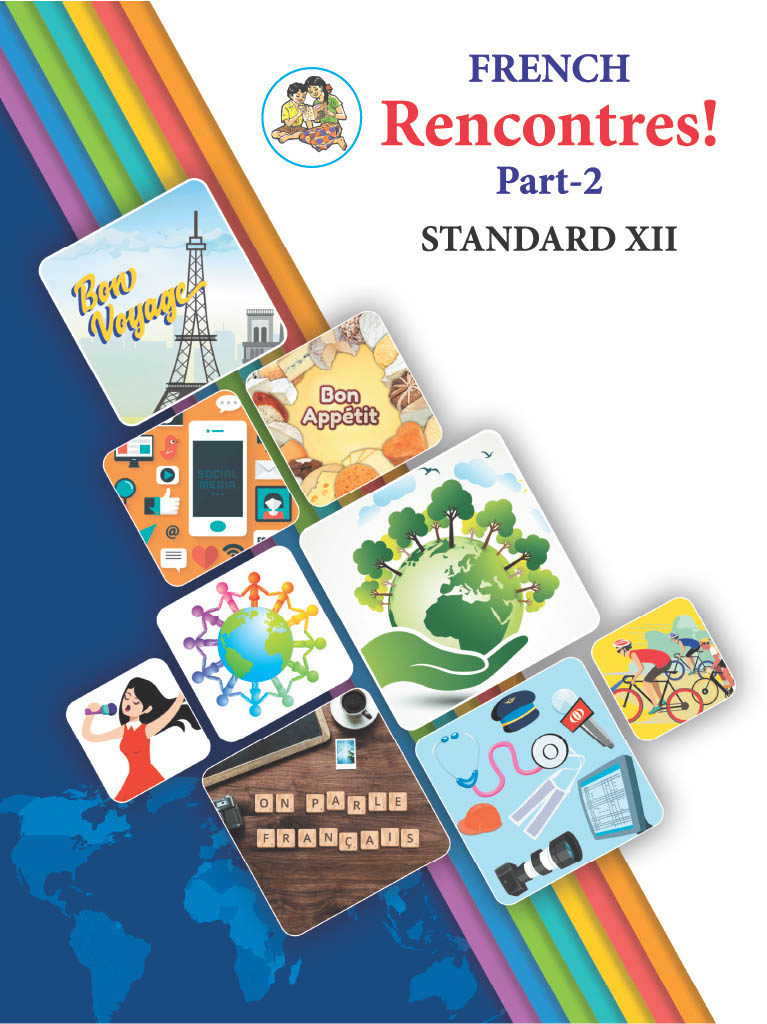 FRENCH
Rencontres!
Part-2
STANDARD XII
Bon
Voyage
Bon
Appétit
SOCIAL
MEDIA
@
ON PARLE
FRANÇAIS